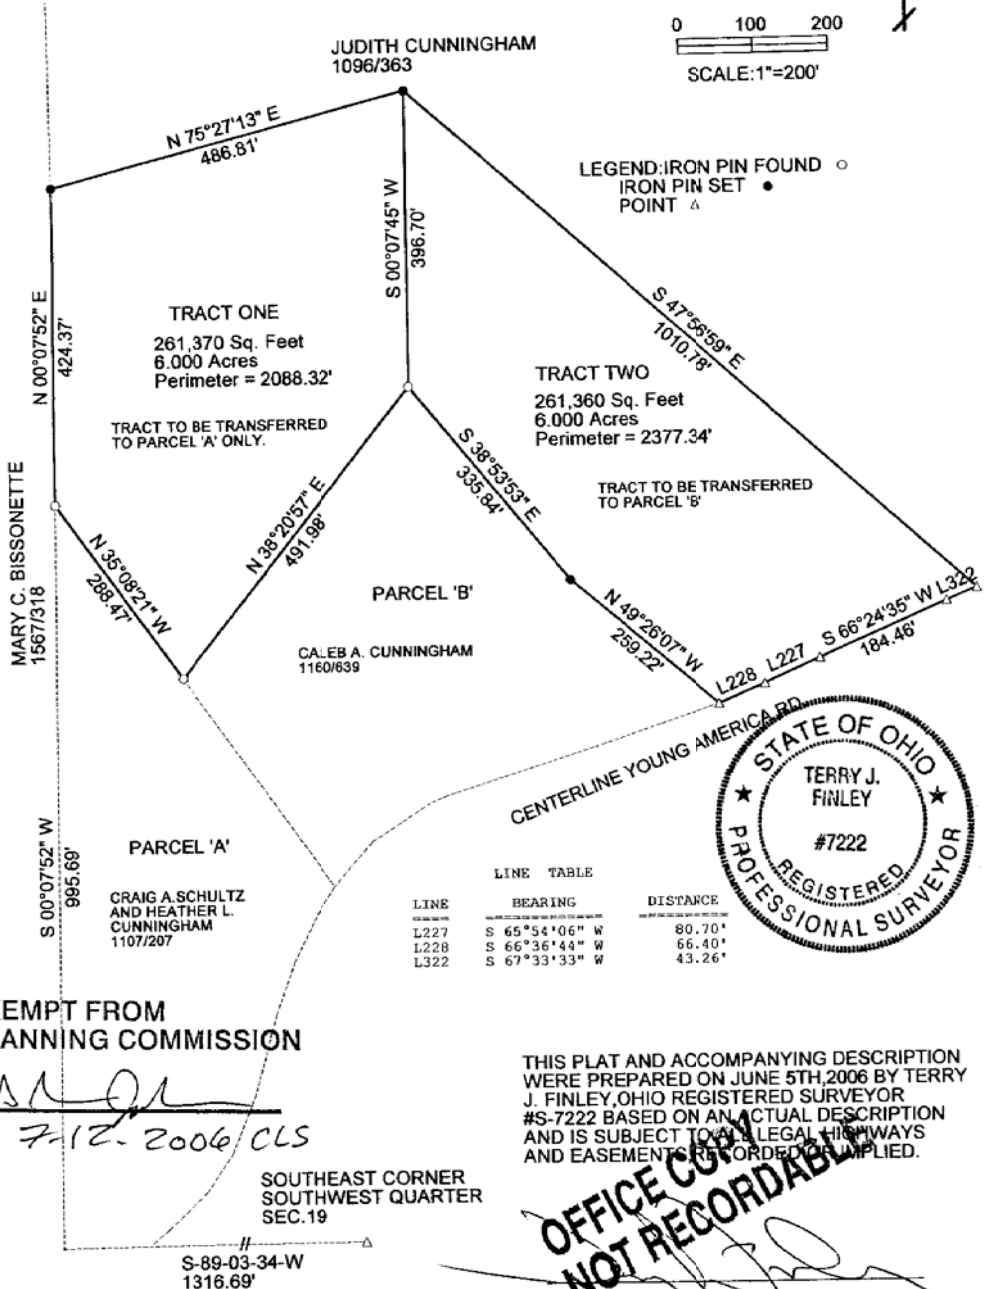 0 100 200
SCALE:1"=200'
JUDITH CUNNINGHAM
1096/363
LEGEND:IRON PIN FOUND
IRON PIN SET
POINT
N 75°27'13" E
486.81'
S 00°07'45" W
396.70'
S 47°56'59" E
1010.78'
N 00°07'52" E
424.37'
TRACT ONE
261,370 Sq. Feet
6.000 Acres
Perimeter = 2088.32'
TRACT TO BE TRANSFERRED
TO PARCEL 'A' ONLY.
TRACT TWO
261,360 Sq. Feet
6.000 Acres
Perimeter = 2377.34'
TRACT TO BE TRANSFERRED
TO PARCEL 'B'
S 38°53'53" E
335.84'
N 38°20'57" E
491.98'
MARY C. BISSONETTE
1567/318
N 35°08'21" W
288.47'
PARCEL 'B'
CALEB A. CUNNINGHAM
1160/639
N 49°26'07" W
259.22'
L228 L227 S 66°24'35" W L322
184.46'
CENTERLINE YOUNG AMERICA RD
STATE OF OHIO
TERRY J.
FINLEY
#7222
REGISTERED
PROFESSIONAL SURVEYOR
S 00°07'52" W
995.69'
PARCEL 'A'
CRAIG A.SCHULTZ
AND HEATHER L.
CUNNINGHAM
1107/207
LINE TABLE
LINE BEARING DISTANCE
L227 S 65°54'06" W 80.70'
L228 S 66°36'44" W 66.40'
L322 S 67°33'33" W 43.26'
EMPT FROM
ANNING COMMISSION
7-12-2006 CLS
THIS PLAT AND ACCOMPANYING DESCRIPTION
WERE PREPARED ON JUNE 5TH,2006 BY TERRY
J. FINLEY,OHIO REGISTERED SURVEYOR
#S-7222 BASED ON AN ACTUAL DESCRIPTION
AND IS SUBJECT TO ALL LEGAL HIGHWAYS
AND EASEMENTS RECORDED OR IMPLIED.
OFFICE COPY
NOT RECORDABLE
SOUTHEAST CORNER
SOUTHWEST QUARTER
SEC.19
S-89-03-34-W
1316.69'